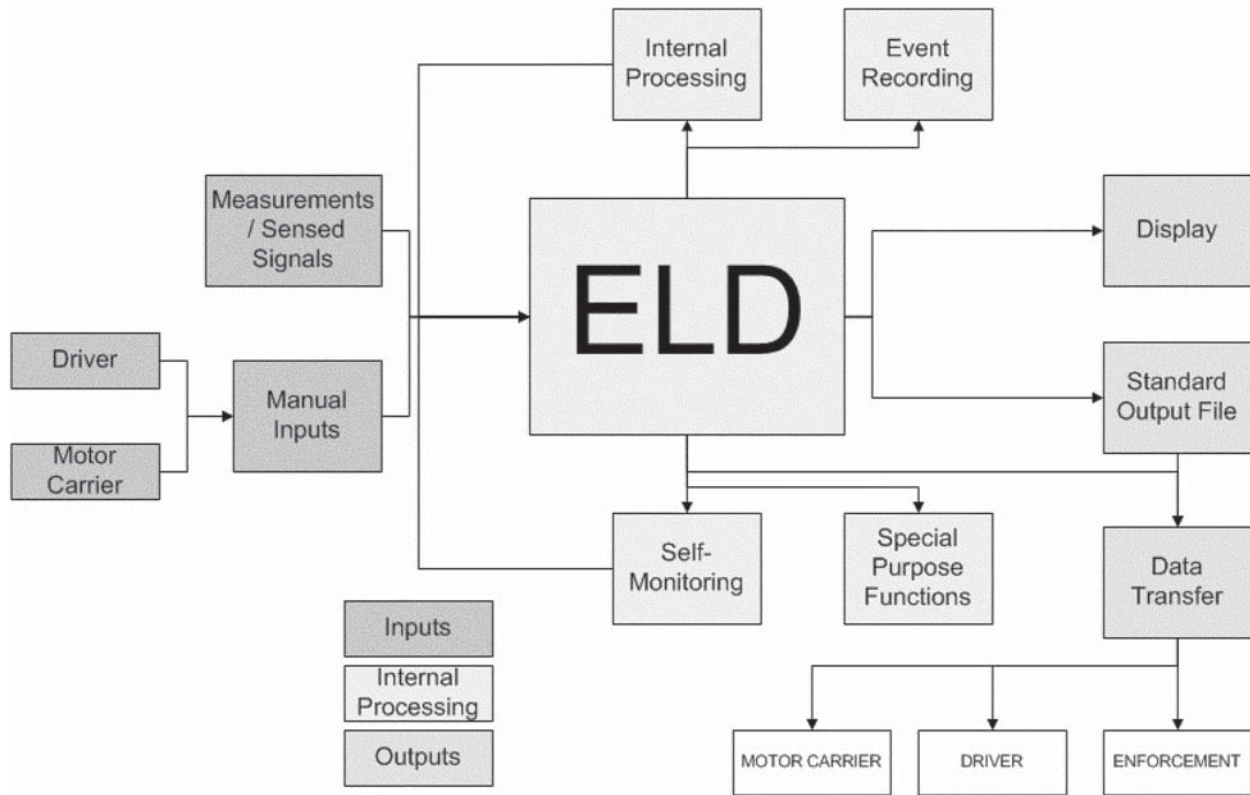 Internal
Processing
Event
Recording
Measurements
/ Sensed
Signals
ELD
Display
Driver
Manual
Inputs
Motor
Carrier
Standard
Output File
Self-
Monitoring
Special
Purpose
Functions
Data
Transfer
Inputs
Internal
Processing
Outputs
MOTOR CARRIER
DRIVER
ENFORCEMENT